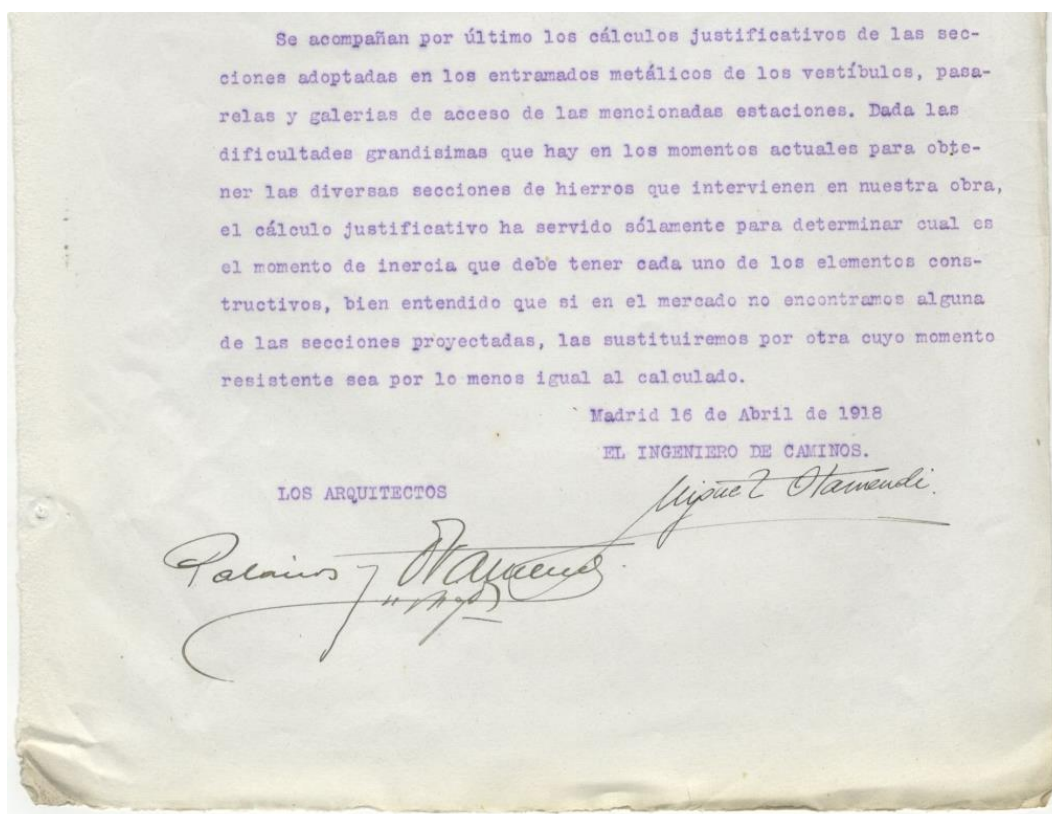 Se acompañan por último los cálculos justificativos de las sec-
ciones adoptadas en los entramados metálicos de los vestíbulos, pasa-
relas y galerias de acceso de las mencionadas estaciones. Dada las
dificultades grandisimas que hay en los momentos actuales para obte-
ner las diversas secciones de hierros que intervienen en nuestra obra,
el cálculo justificativo ha servido sólamente para determinar cual es
el momento de inercia que debe tener cada uno de los elementos cons-
tructivos, bien entendido que si en el mercado no encontramos alguna
de las secciones proyectadas, las sustituiremos por otra cuyo momento
resistente sea por lo menos igual al calculado.
Madrid 16 de Abril de 1918
EL INGENIERO DE CAMINOS.
Miguel Otamendi.
LOS ARQUITECTOS
Palacios y Otamendi